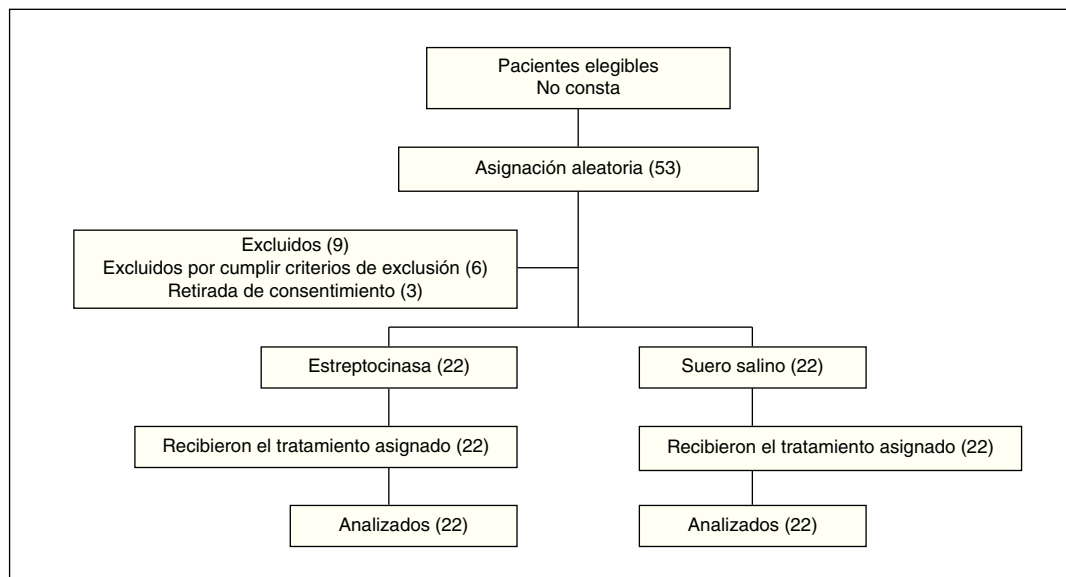 Pacientes elegibles
No consta
Asignación aleatoria (53)
Excluidos (9)
Excluidos por cumplir criterios de exclusión (6)
Retirada de consentimiento (3)
Estreptocinasa (22)
Suero salino (22)
Recibieron el tratamiento asignado (22)
Recibieron el tratamiento asignado (22)
Analizados (22)
Analizados (22)